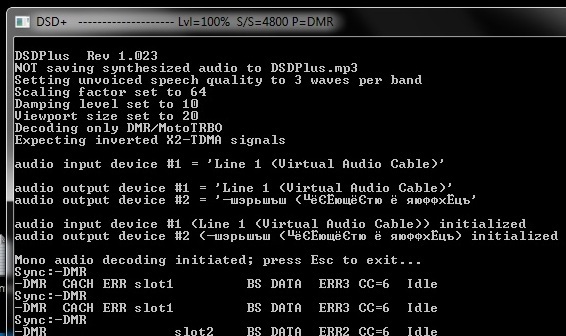 DSD+ -------------------- Lvl=100% S/S=4800 P=DMR
DSDPlus Rev 1.023
NOT saving synthesized audio to DSDPlus.mp3
Setting unvoiced speech quality to 3 waves per band
Scaling factor set to 64
Damping level set to 10
Viewport size set to 20
Decoding only DMR/MotoTRBO
Expecting inverted X2-TDMA signals
audio input device #1 = 'Line 1 (Virtual Audio Cable)'
audio output device #1 = 'Line 1 (Virtual Audio Cable)'
audio output device #2 = '─шэрьшъш (╙ёЄЁющёЄтю ё яюффхЁцъ'
audio input device #1 (Line 1 (Virtual Audio Cable)) initialized
audio output device #2 (─шэрьшъш (╙ёЄЁющёЄтю ё яюффхЁцъ) initialized
Mono audio decoding initiated; press Esc to exit...
Sync:-DMR
-DMR CACH ERR slot1 BS DATA ERR3 CC=6 Idle
Sync:-DMR
-DMR CACH ERR slot1 BS DATA ERR3 CC=6 Idle
Sync:-DMR
-DMR slot2 BS DATA ERR2 CC=6 Idle